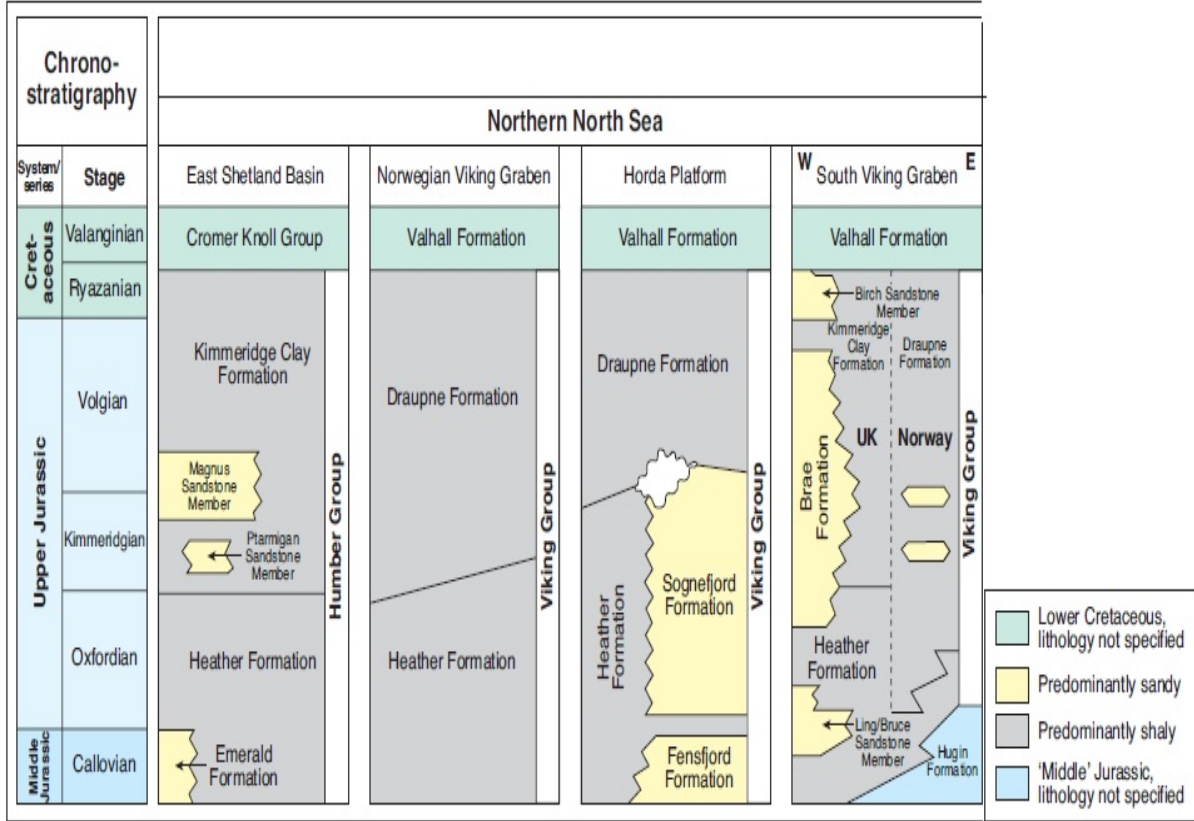 Chrono-
stratigraphy
Northern North Sea
System/
series
Stage
East Shetland Basin
Norwegian Viking Graben
Horda Platform
W
South Viking Graben
E
Cret-
aceous
Valanginian
Ryazanian
Cromer Knoll Group
Valhall Formation
Valhall Formation
Valhall Formation
Upper Jurassic
Volgian
Kimmeridgian
Oxfordian
Middle
Jurassic
Callovian
Kimmeridge Clay
Formation
Magnus
Sandstone
Member
Ptarmigan
Sandstone
Member
Heather Formation
Emerald
Formation
Humber Group
Draupne Formation
Heather Formation
Viking Group
Draupne Formation
Heather
Formation
Sognefjord
Formation
Fensfjord
Formation
Viking Group
Birch Sandstone
Member
Kimmeridge
Clay
Formation
Draupne
Formation
UK
Norway
Brae
Formation
Heather
Formation
Ling/Bruce
Sandstone
Member
Hugin
Formation
Viking Group
Lower Cretaceous,
lithology not specified
Predominantly sandy
Predominantly shaly
'Middle' Jurassic,
lithology not specified